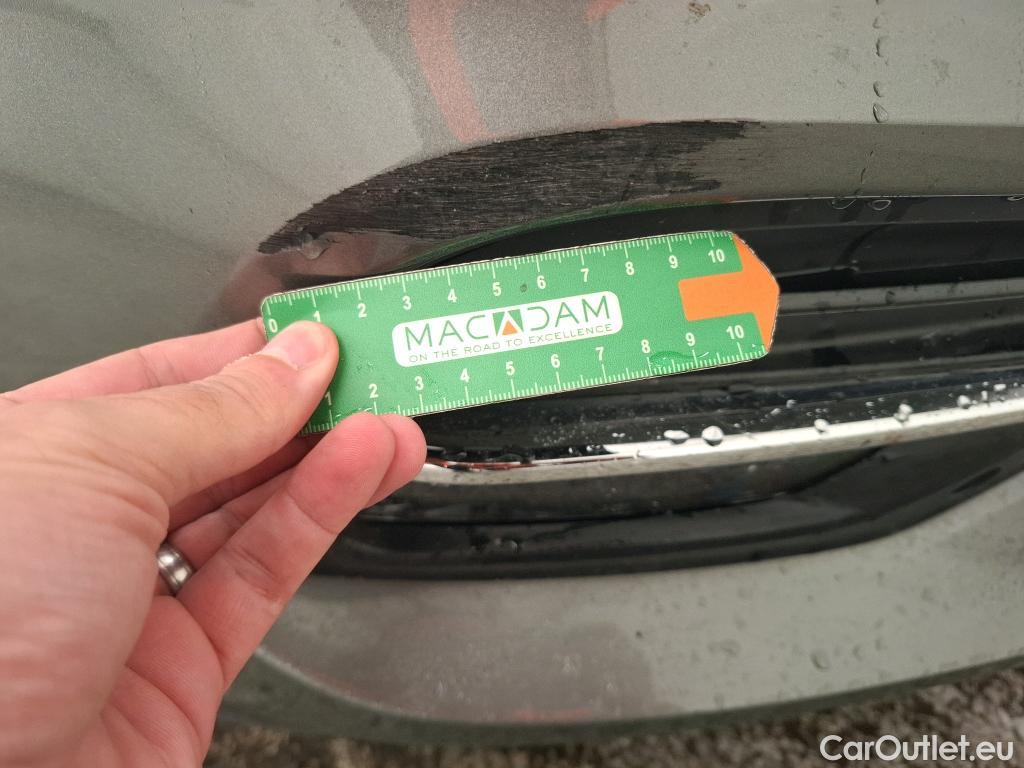 0 1 2 3 4 5 6 7 8 9 10
MACADAM
ON THE ROAD TO EXCELLENCE
1 2 3 4 5 6 7 8 9 10
CarOutlet.eu